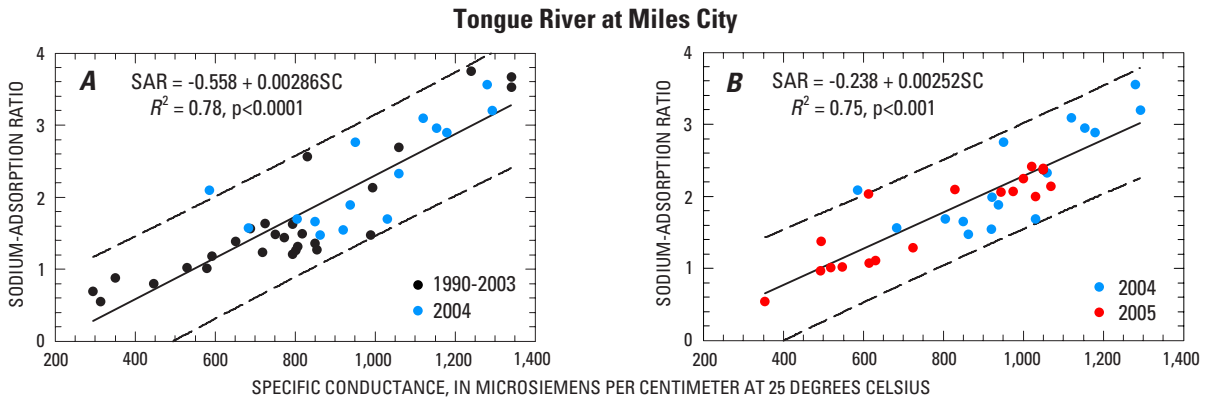 Tongue River at Miles City
A
SAR = -0.558 + 0.00286SC
R² = 0.78, p<0.0001
SODIUM-ADSORPTION RATIO
4
3
2
1
0
200 400 600 800 1,000 1,200 1,400
1990-2003
2004
B
SAR = -0.238 + 0.00252SC
R² = 0.75, p<0.001
SODIUM-ADSORPTION RATIO
4
3
2
1
0
200 400 600 800 1,000 1,200 1,400
2004
2005
SPECIFIC CONDUCTANCE, IN MICROSIEMENS PER CENTIMETER AT 25 DEGREES CELSIUS